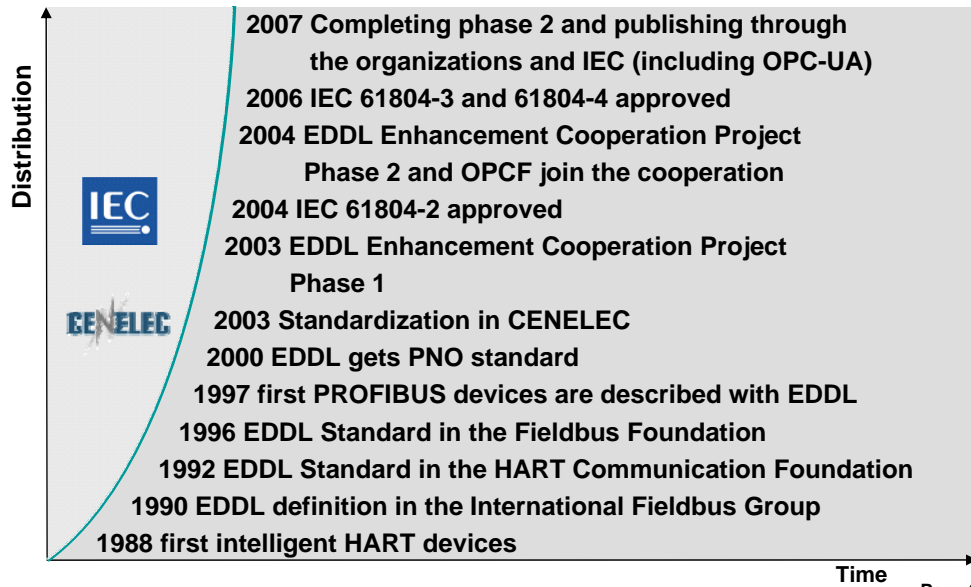 2007 Completing phase 2 and publishing through
the organizations and IEC (including OPC-UA)
2006 IEC 61804-3 and 61804-4 approved
2004 EDDL Enhancement Cooperation Project
Phase 2 and OPCF join the cooperation
2004 IEC 61804-2 approved
2003 EDDL Enhancement Cooperation Project
Phase 1
2003 Standardization in CENELEC
2000 EDDL gets PNO standard
1997 first PROFIBUS devices are described with EDDL
1996 EDDL Standard in the Fieldbus Foundation
1992 EDDL Standard in the HART Communication Foundation
1990 EDDL definition in the International Fieldbus Group
1988 first intelligent HART devices
Distribution
IEC
CENELEC
Time